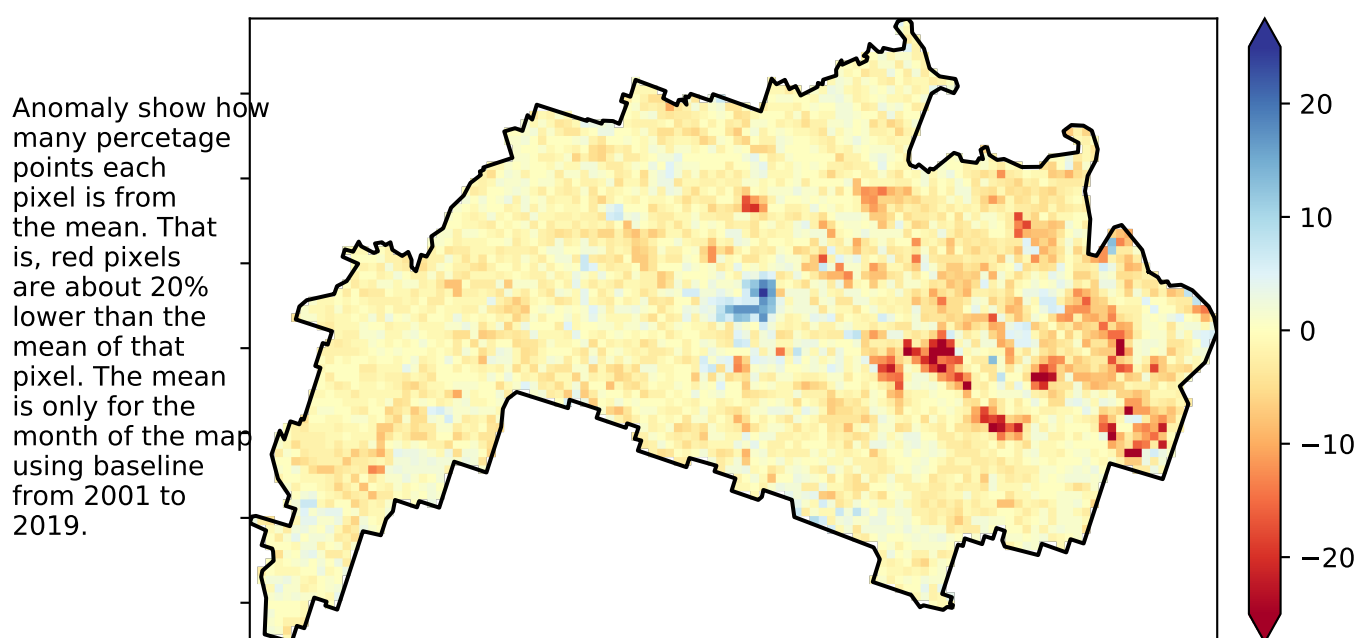 Anomaly show how
many percetage
points each
pixel is from
the mean. That
is, red pixels
are about 20%
lower than the
mean of that
pixel. The mean
is only for the
month of the map
using baseline
from 2001 to
2019.
20
10
0
−10
−20